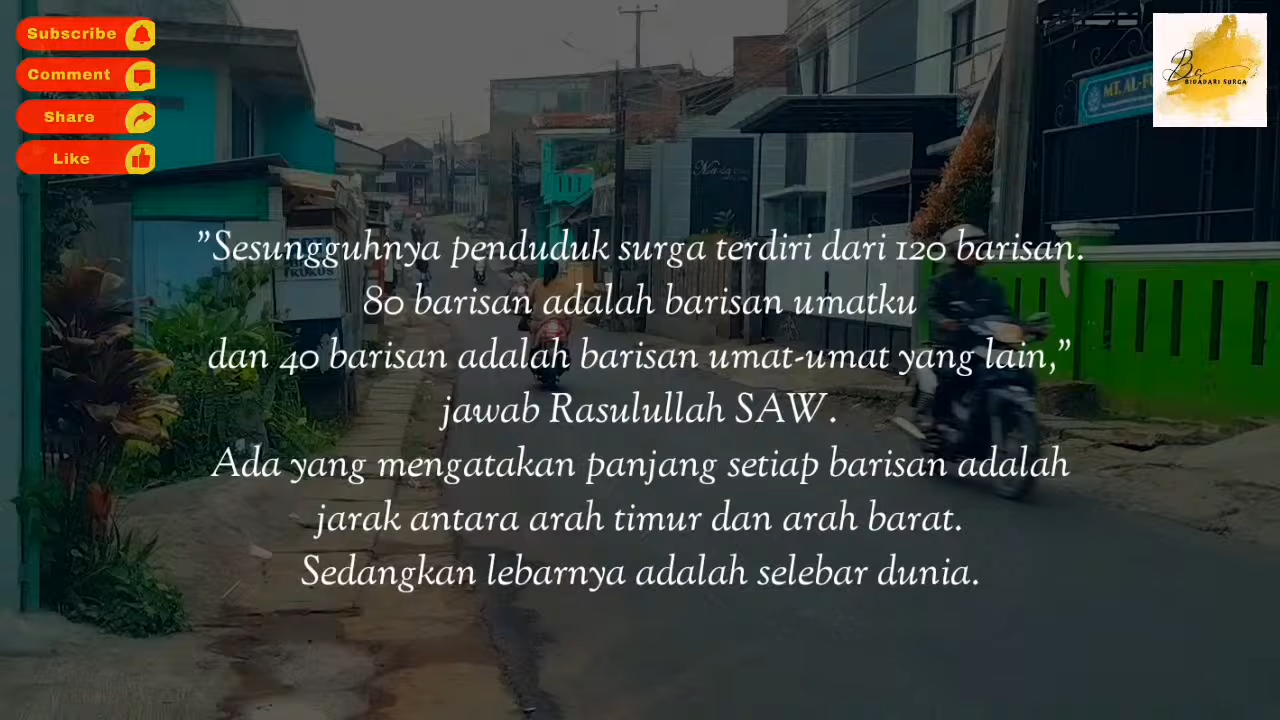 Subscribe
Comment
Share
Like
BIDADARI SURGA
MT. AL-F
"Sesungguhnya penduduk surga terdiri dari 120 barisan.
80 barisan adalah barisan umatku
dan 40 barisan adalah barisan umat-umat yang lain,"
jawab Rasulullah SAW.
Ada yang mengatakan panjang setiap barisan adalah
jarak antara arah timur dan arah barat.
Sedangkan lebarnya adalah selebar dunia.